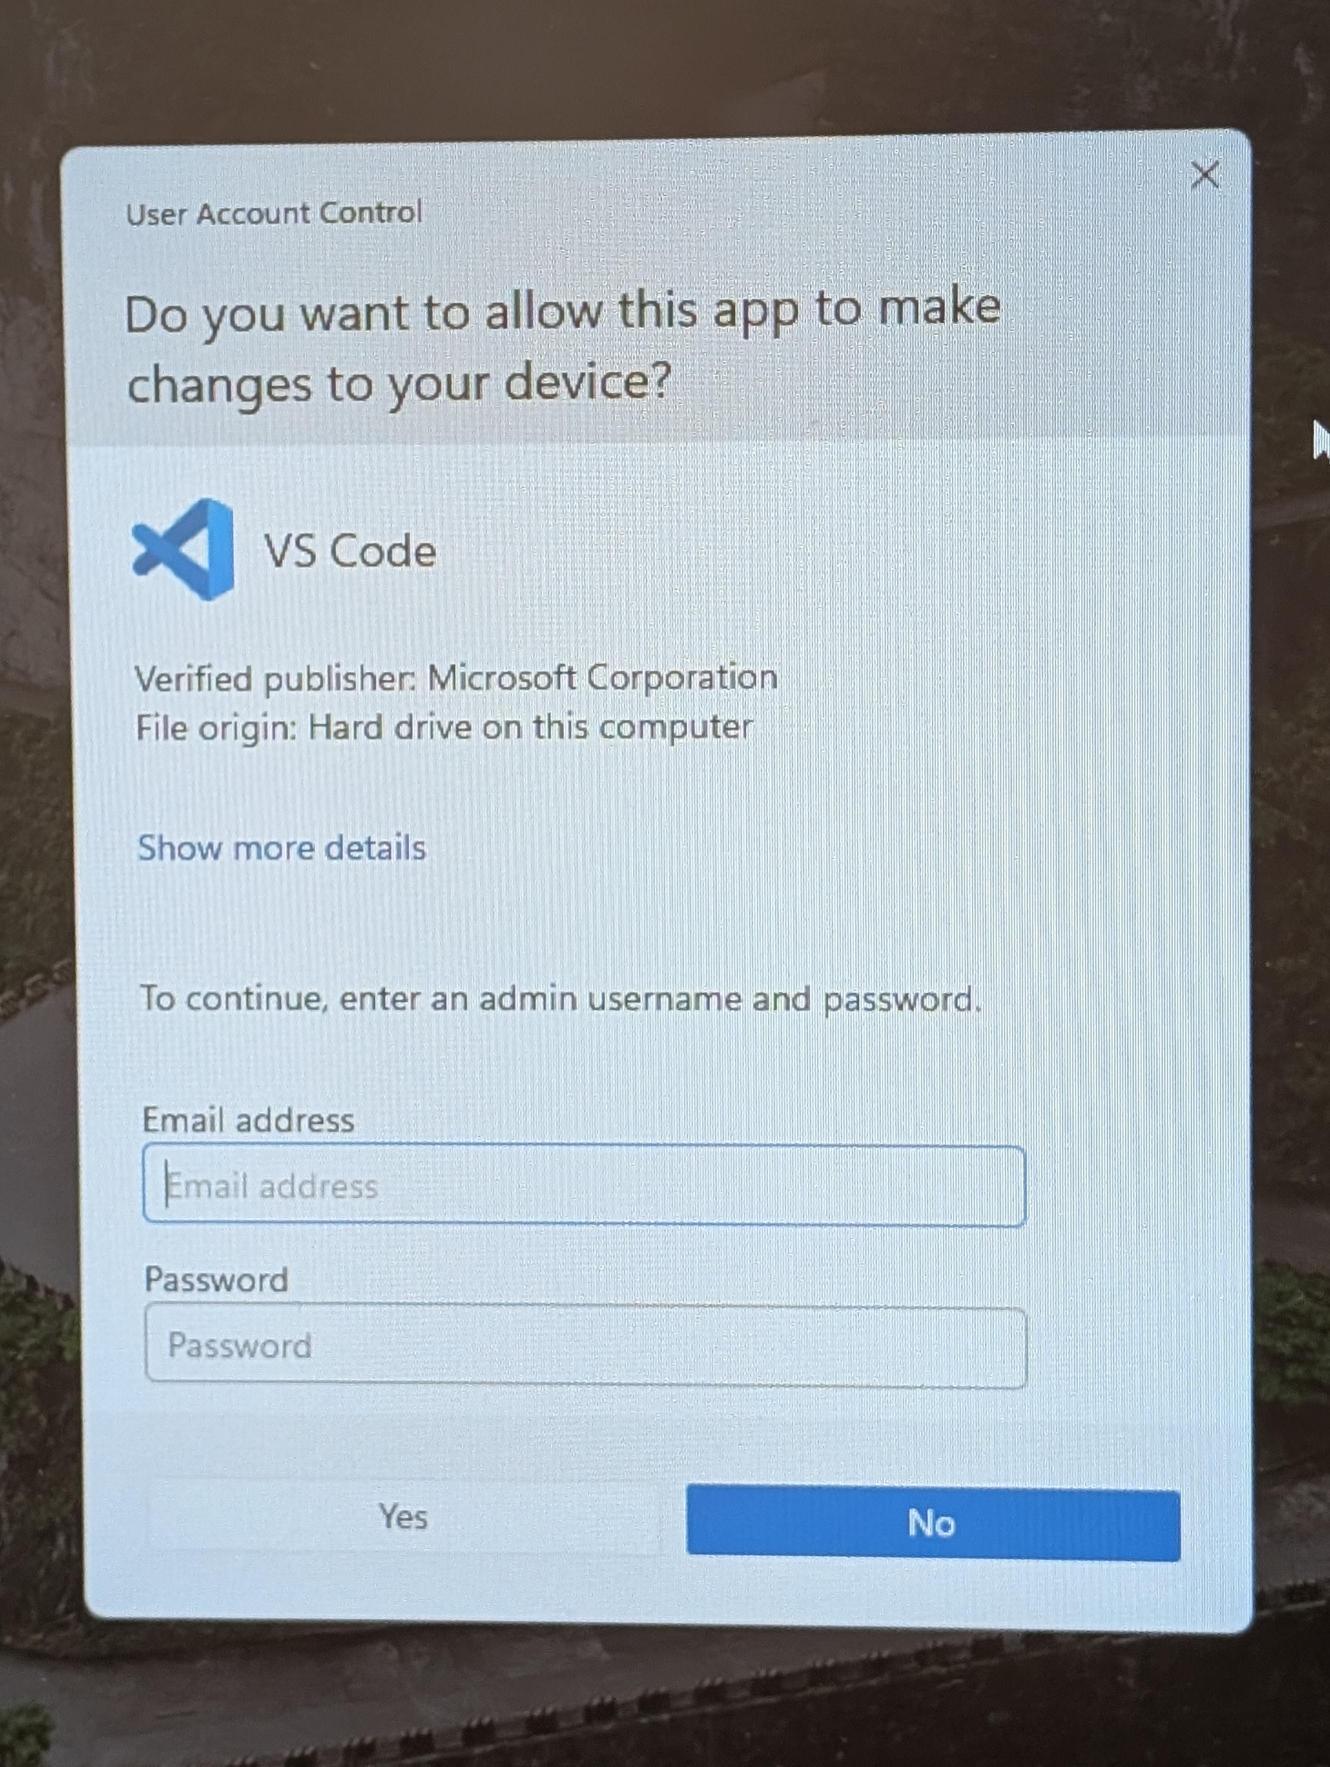 User Account Control
Do you want to allow this app to make
changes to your device?
VS Code
Verified publisher: Microsoft Corporation
File origin: Hard drive on this computer
Show more details
To continue, enter an admin username and password.
Email address
Email address
Password
Password
Yes
No